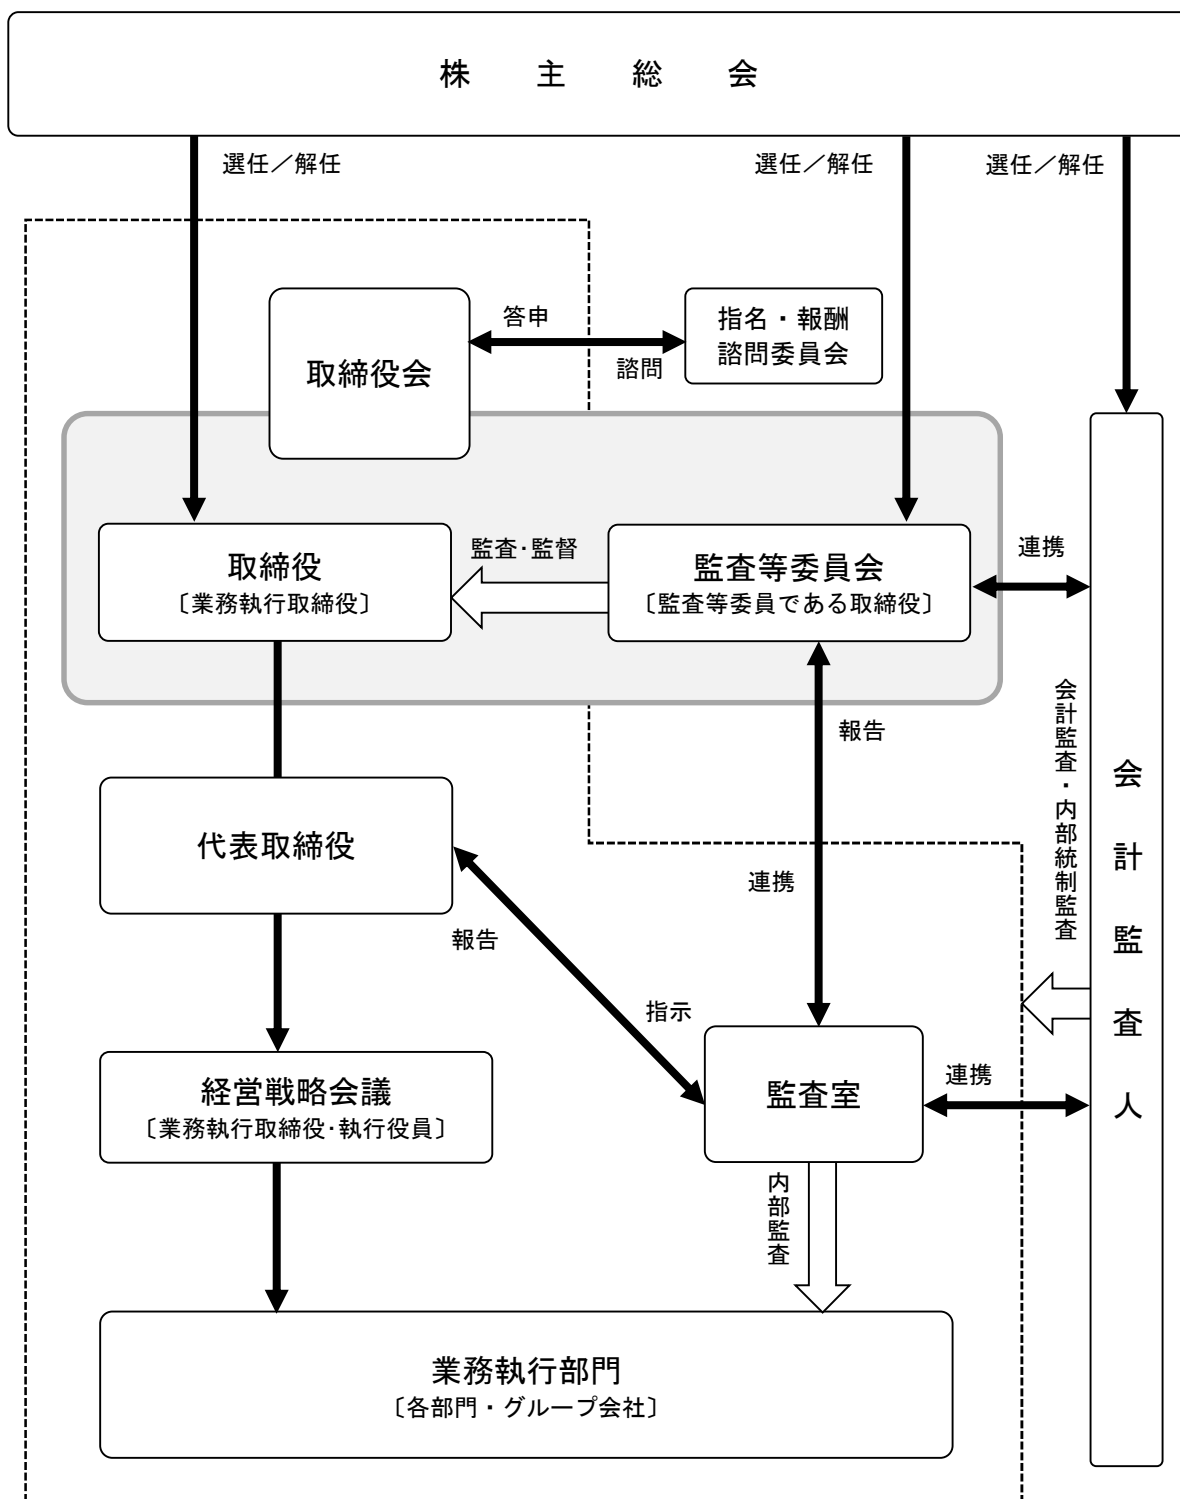 株 主 総 会
選任／解任
選任／解任
選任／解任
取締役会
答申
諮問
指名・報酬
諮問委員会
取締役
〔業務執行取締役〕
監査・監督
監査等委員会
〔監査等委員である取締役〕
連携
報告
会計監査・内部統制監査
会計監査人
代表取締役
連携
報告
指示
経営戦略会議
〔業務執行取締役・執行役員〕
監査室
連携
内部監査
業務執行部門
〔各部門・グループ会社〕